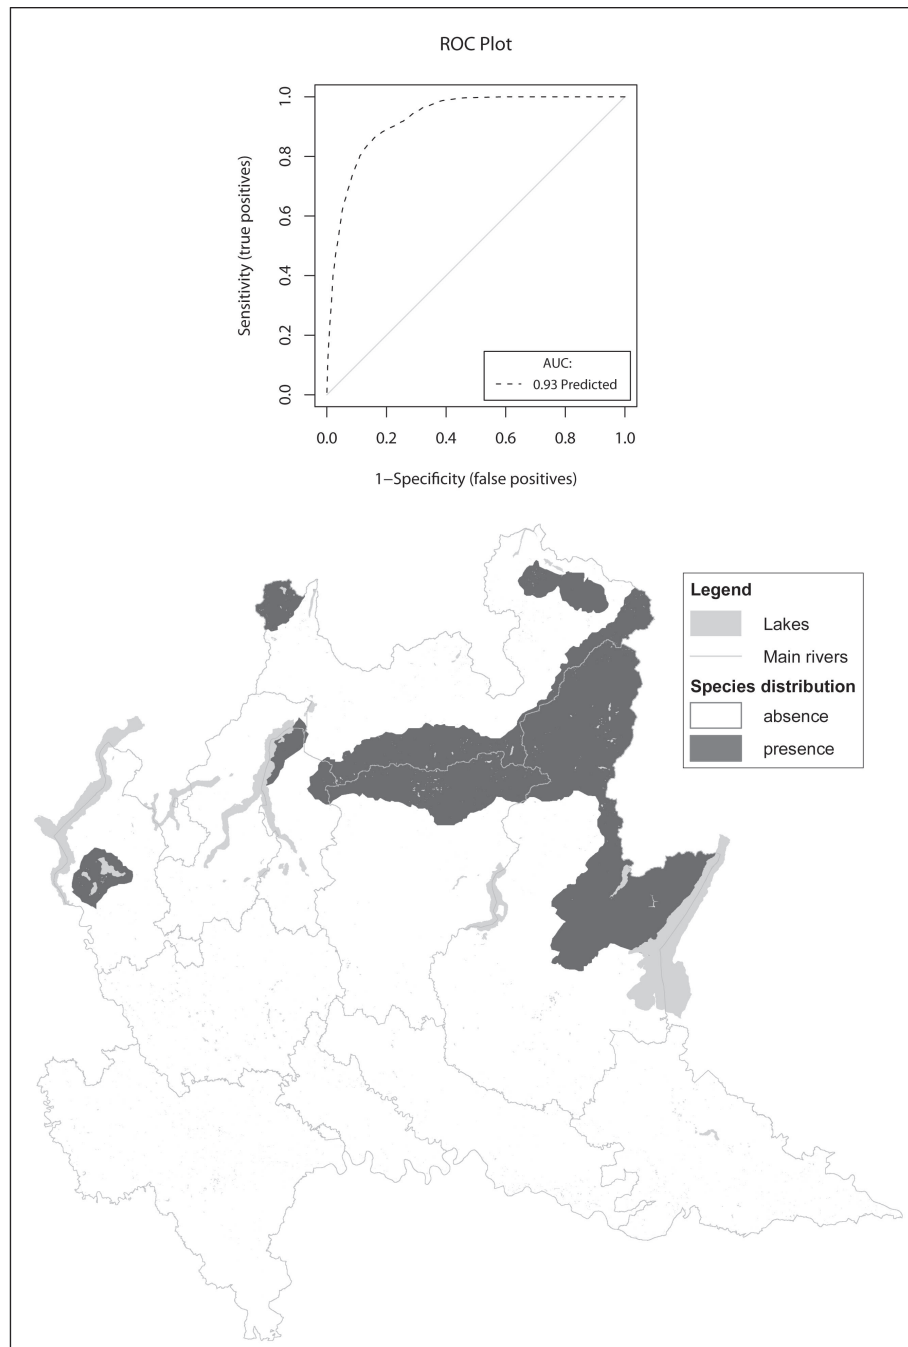 ROC Plot
Sensitivity (true positives)
1.0
0.8
0.6
0.4
0.2
0.0
AUC:
0.93 Predicted
0.0 0.2 0.4 0.6 0.8 1.0
1−Specificity (false positives)
Legend
Lakes
Main rivers
Species distribution
absence
presence